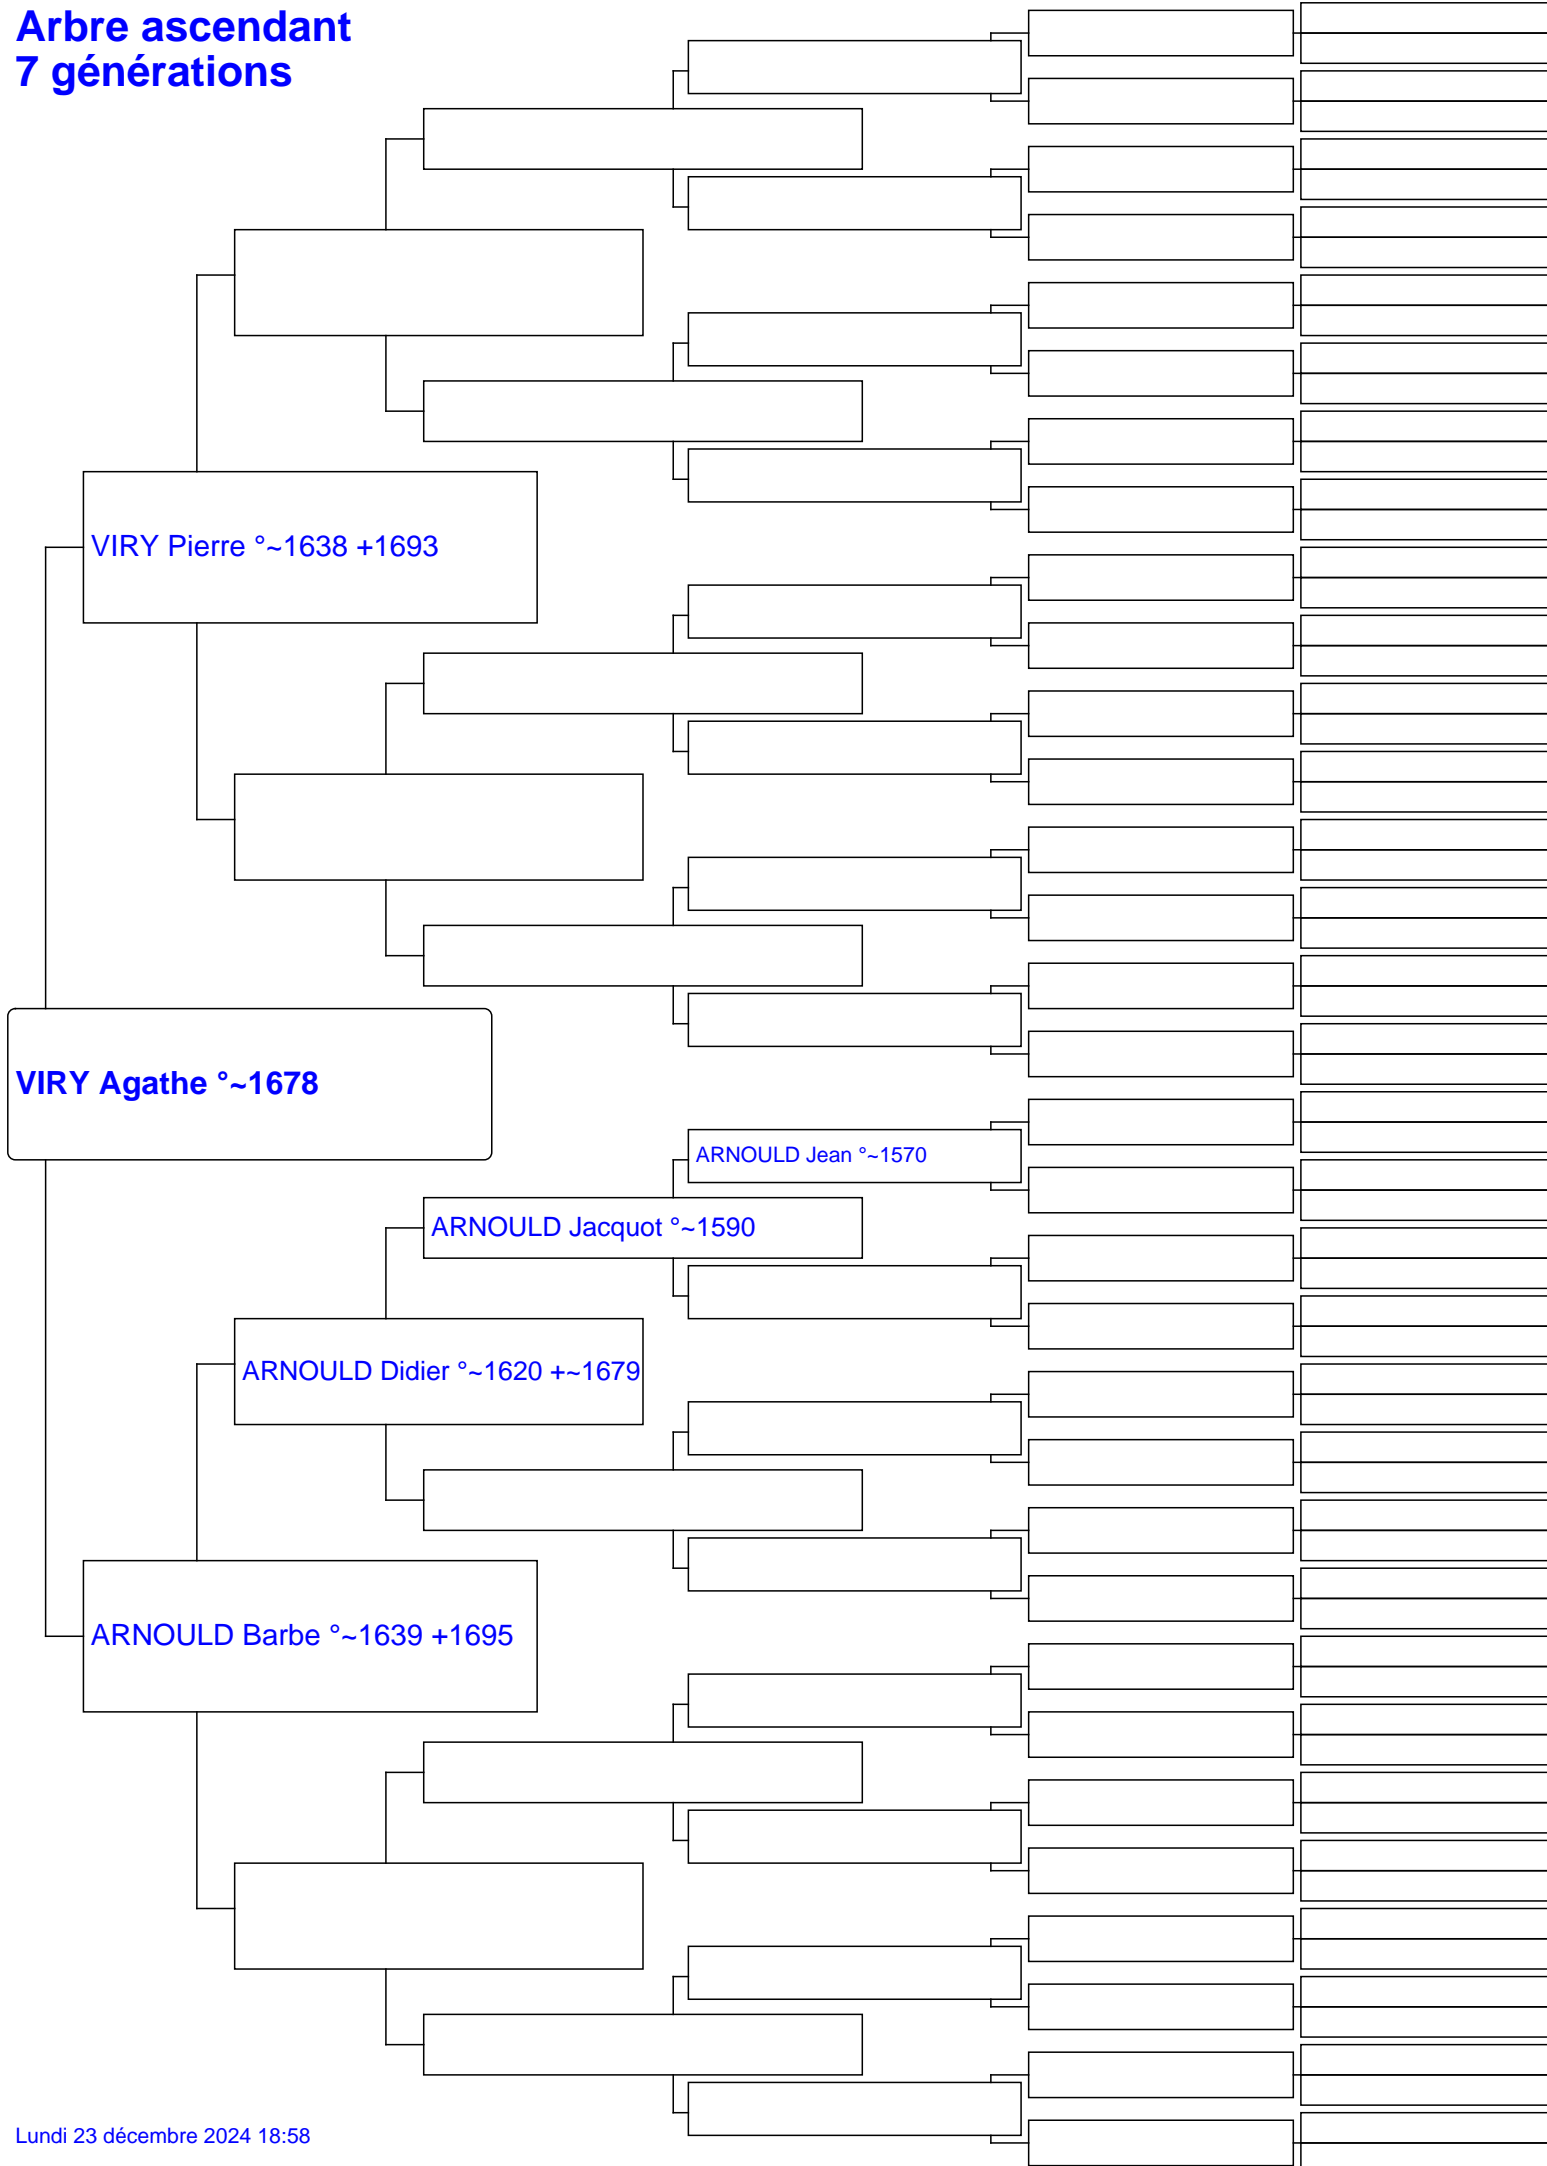 Arbre ascendant
7 générations
VIRY Pierre °~1638 +1693
VIRY Agathe °~1678
ARNOULD Jean °~1570
ARNOULD Jacquot °~1590
ARNOULD Didier °~1620 +~1679
ARNOULD Barbe °~1639 +1695
Lundi 23 décembre 2024 18:58